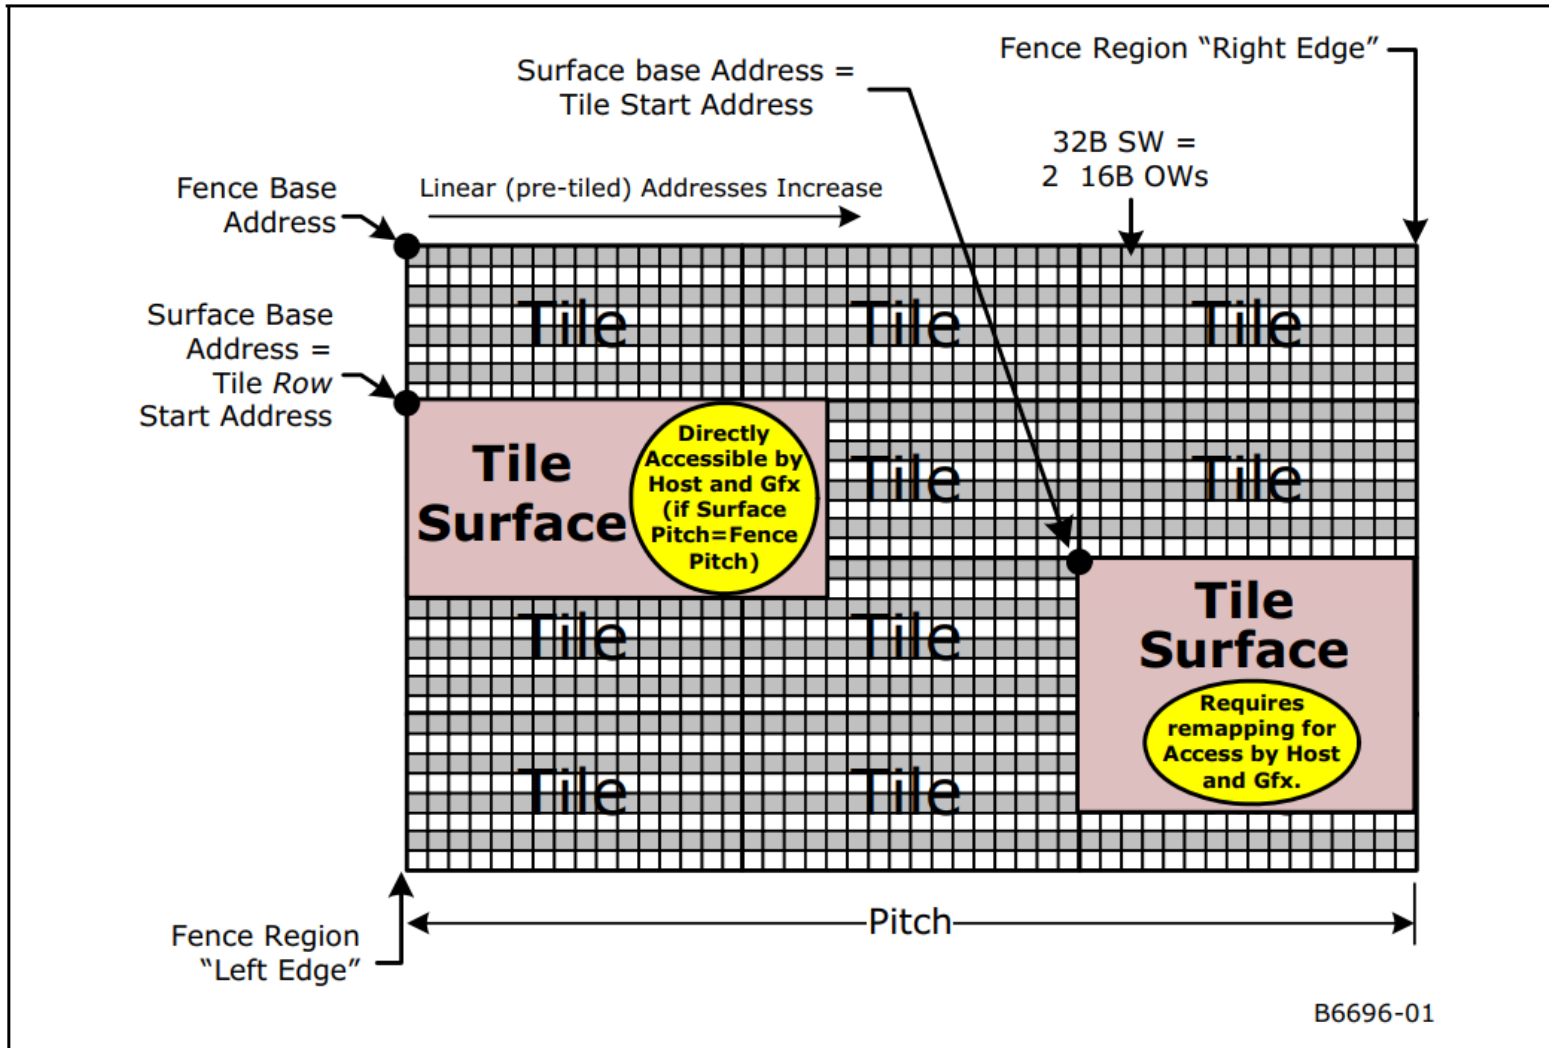 Fence Region “Right Edge”
Surface base Address =
Tile Start Address
32B SW =
2  16B OWs
Linear (pre-tiled) Addresses Increase
Fence Base
Address
Tile
Tile
Tile
Surface Base
Address =
Tile Row
Start Address
Tile
Surface
Directly
Accessible by
Host and Gfx
(if Surface
Pitch=Fence
Pitch)
Tile
Tile
Tile
Tile
Tile
Surface
Requires
remapping for
Access by Host
and Gfx.
Tile
Tile
Pitch
Fence Region
“Left Edge”
B6696-01